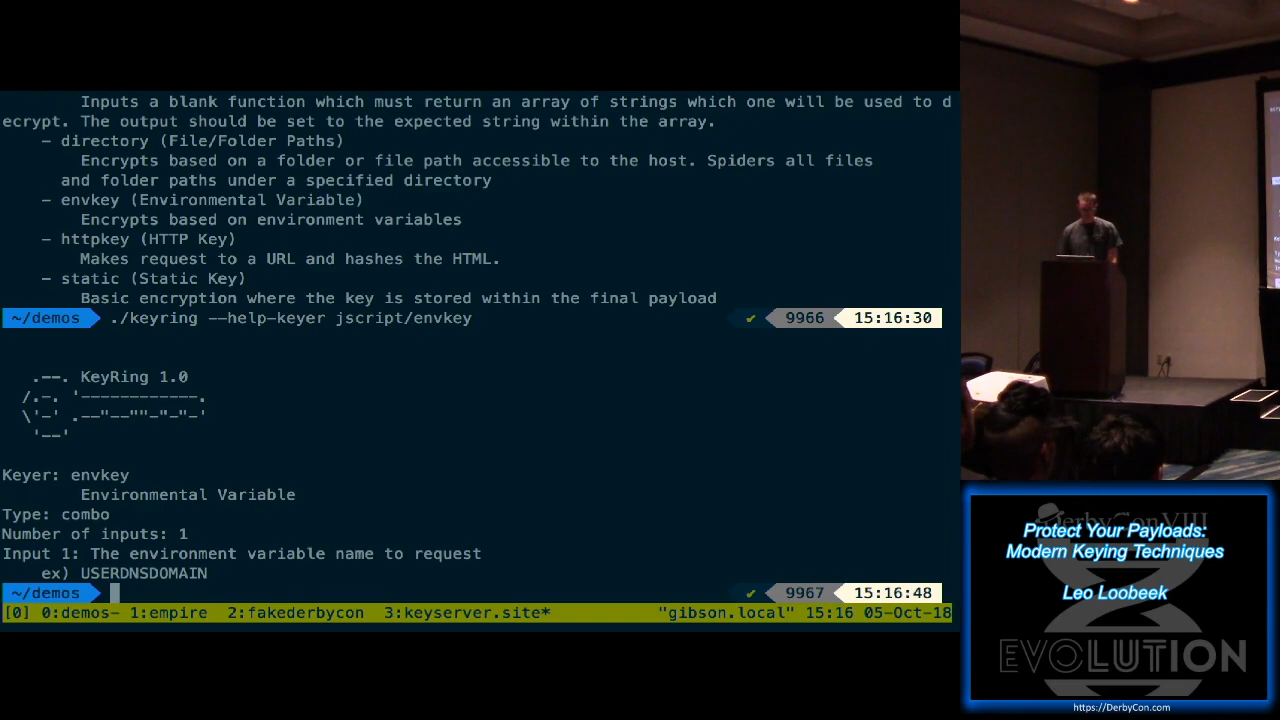 Inputs a blank function which must return an array of strings which one will be used to d
ecrypt. The output should be set to the expected string within the array.
– directory (File/Folder Paths)
Encrypts based on a folder or file path accessible to the host. Spiders all files
and folder paths under a specified directory
– envkey (Environmental Variable)
Encrypts based on environment variables
– httpkey (HTTP Key)
Makes request to a URL and hashes the HTML.
– static (Static Key)
Basic encryption where the key is stored within the final payload
~/demos ./keyring --help-keyer jscript/envkey ✔ 9966 15:16:30
.––. KeyRing 1.0
/.–. '––––––––––––.
\'–' .––"––""–"–"–'
'––'
Keyer: envkey
Environmental Variable
Type: combo
Number of inputs: 1
Input 1: The environment variable name to request
ex) USERDNSDOMAIN
~/demos ✔ 9967 15:16:48
[0] 0:demos- 1:empire 2:fakederbycon 3:keyserver.site* "gibson.local" 15:16 05-Oct-18
DerbyCon VIII
Protect Your Payloads:
Modern Keying Techniques
Leo Loobeek
EVOLUTION
https://DerbyCon.com